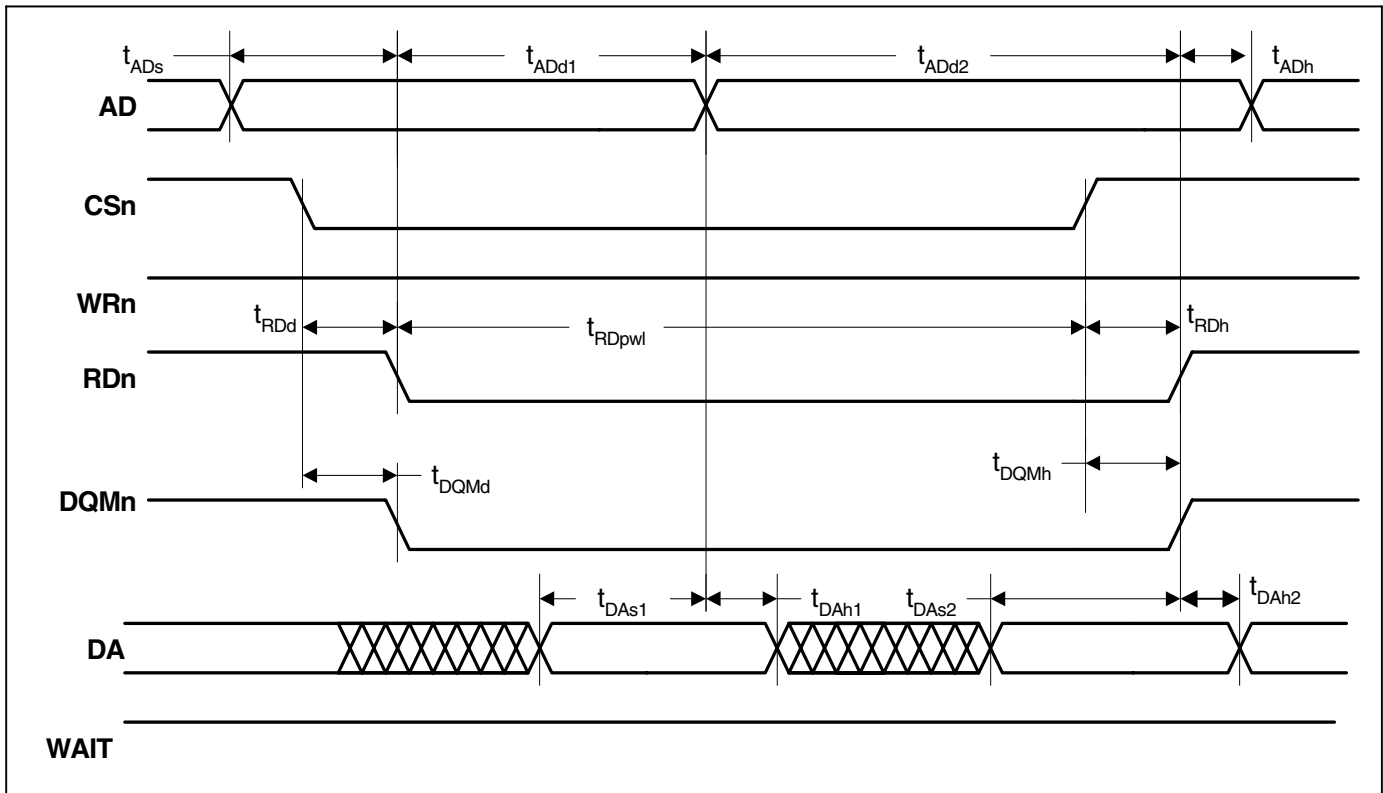 tADs
tADd1
tADd2
tADh
AD
CSn
WRn
tRDd
tRDpwl
tRDh
RDn
tDQMd
tDQMh
DQMn
tDAs1
tDAh1
tDAs2
tDAh2
DA
WAIT